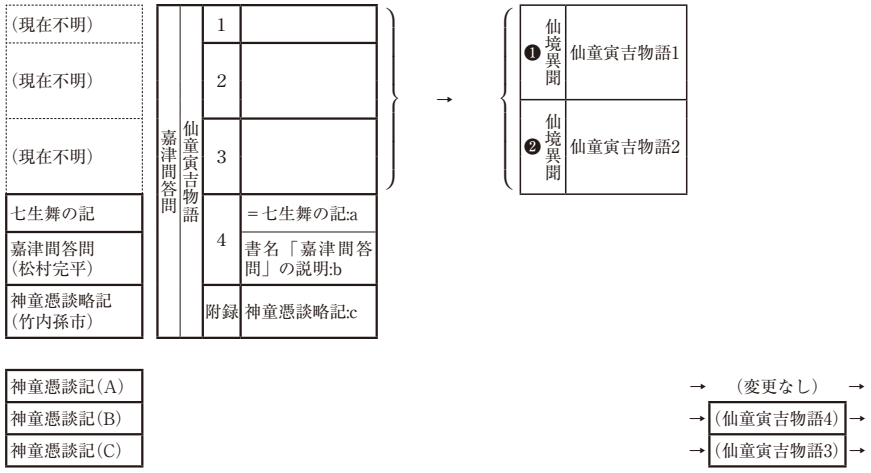 (現在不明)
(現在不明)
(現在不明)
七生舞の記
嘉津間答問
(松村完平)
神童憑談略記
(竹内孫市)
嘉津間答問
仙童寅吉物語
1
2
3
4
=七生舞の記:a
書名「嘉津間答
問」の説明:b
附録
神童憑談略記:c
→
❶仙境異聞
仙童寅吉物語1
❷仙境異聞
仙童寅吉物語2
神童憑談記(A)
→ (変更なし) →
神童憑談記(B)
→ (仙童寅吉物語4) →
神童憑談記(C)
→ (仙童寅吉物語3) →